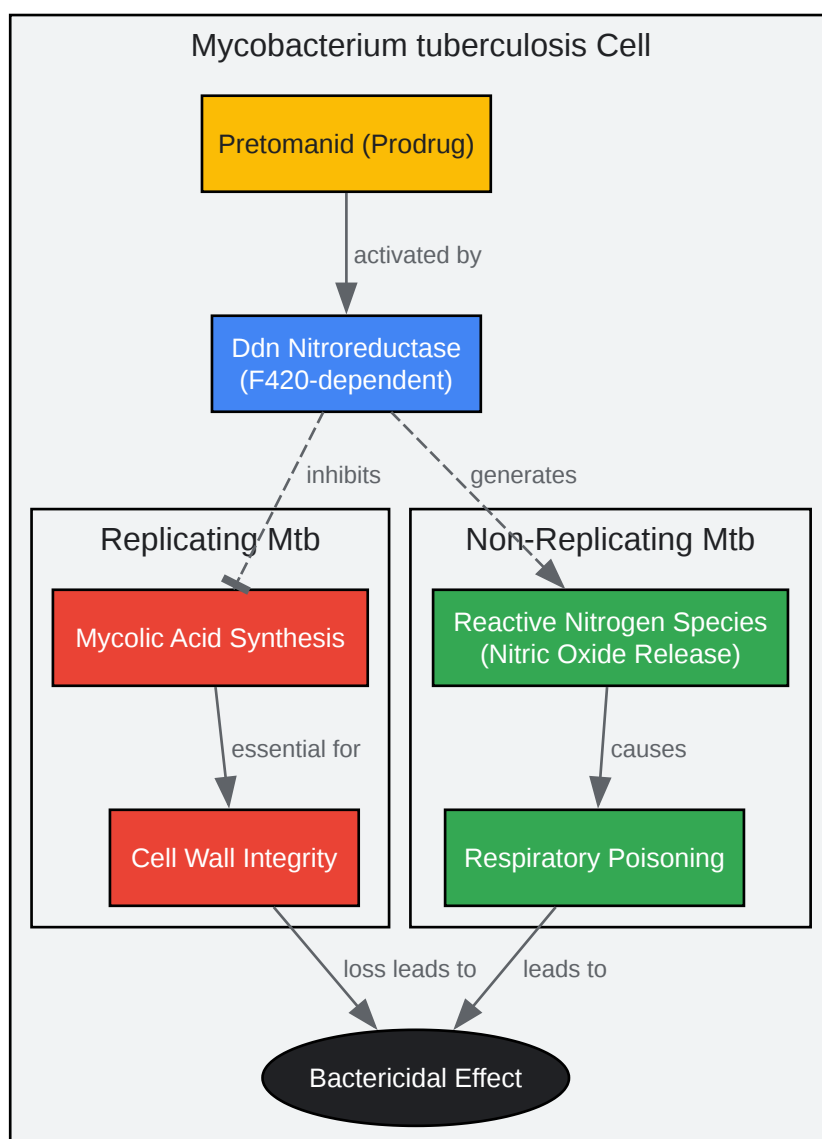 Mycobacterium tuberculosis Cell
Pretomanid (Prodrug)
activated by
Ddn Nitroreductase
(F420-dependent)
inhibits
generates
Replicating Mtb
Non-Replicating Mtb
Mycolic Acid Synthesis
Reactive Nitrogen Species
(Nitric Oxide Release)
essential for
causes
Cell Wall Integrity
Respiratory Poisoning
loss leads to
leads to
Bactericidal Effect